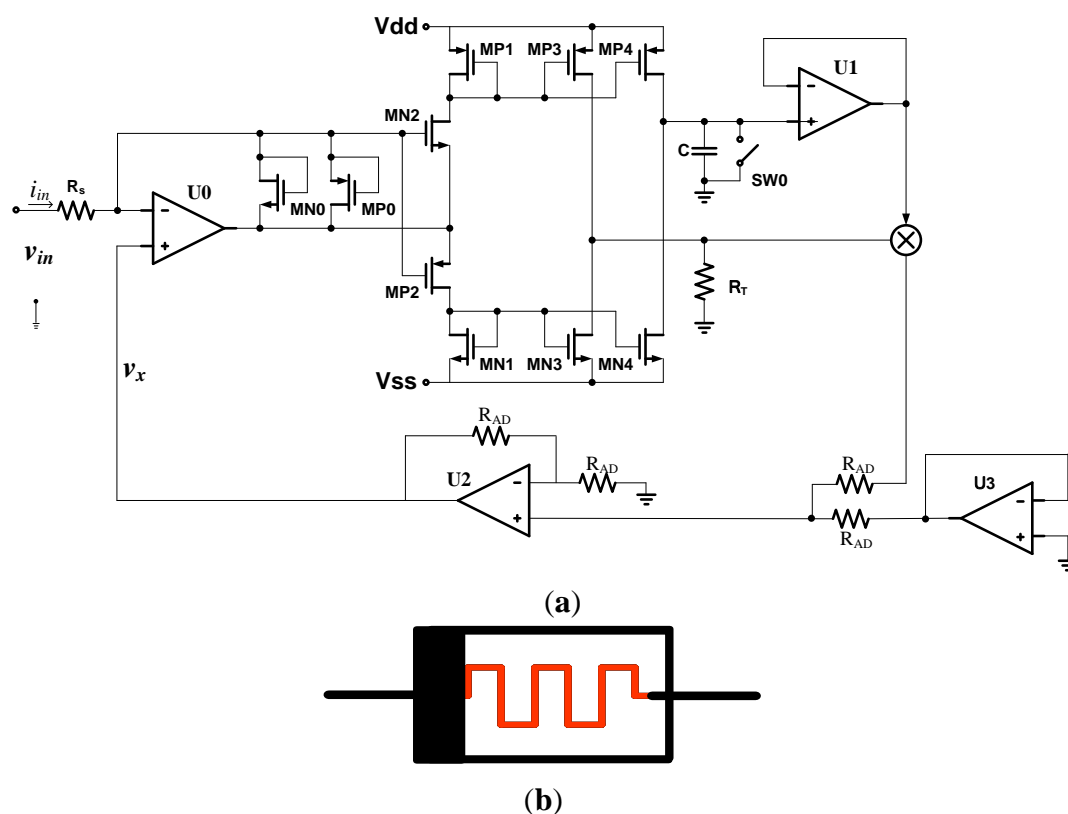 Vdd
MP1
MP3
MP4
U1
-
+
MN2
C
SW0
R_s
i_in
U0
-
+
MN0
MP0
v_in
MP2
R_T
MN1
MN3
MN4
v_x
Vss
R_AD
U2
-
+
R_AD
R_AD
R_AD
U3
-
+
(a)
(b)